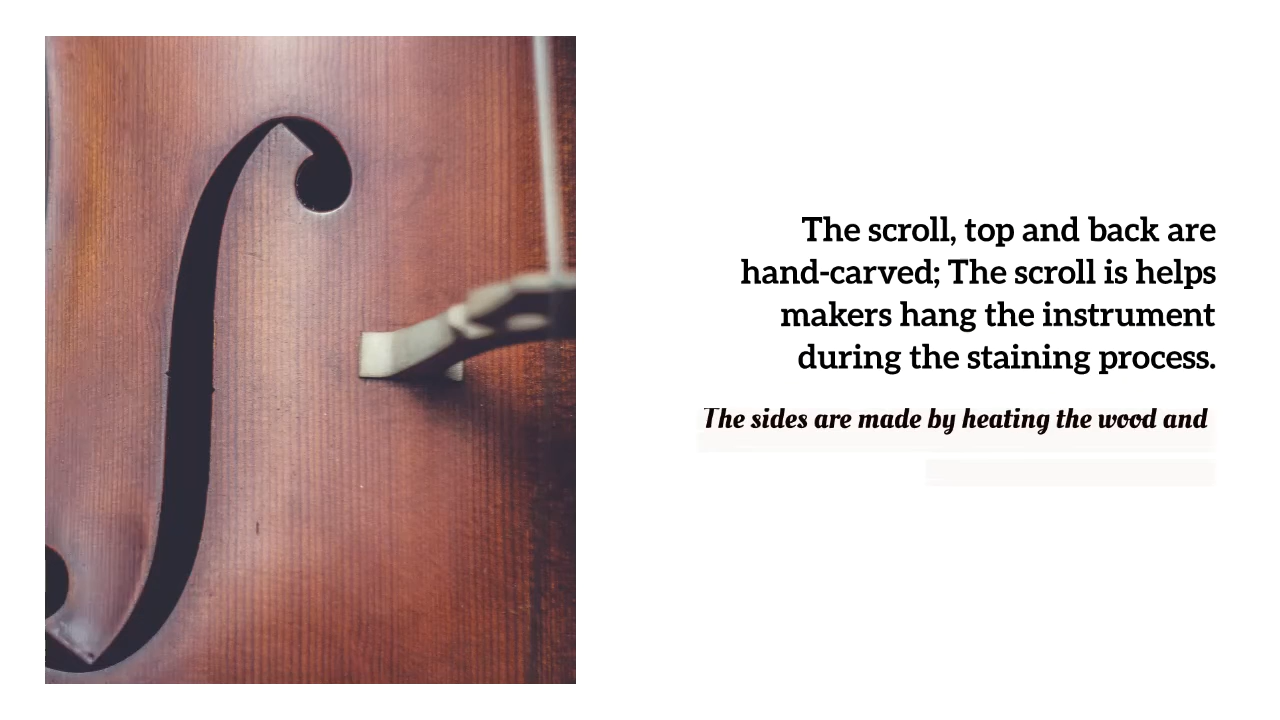 The scroll, top and back are
hand-carved; The scroll is helps
makers hang the instrument
during the staining process.
The sides are made by heating the wood and